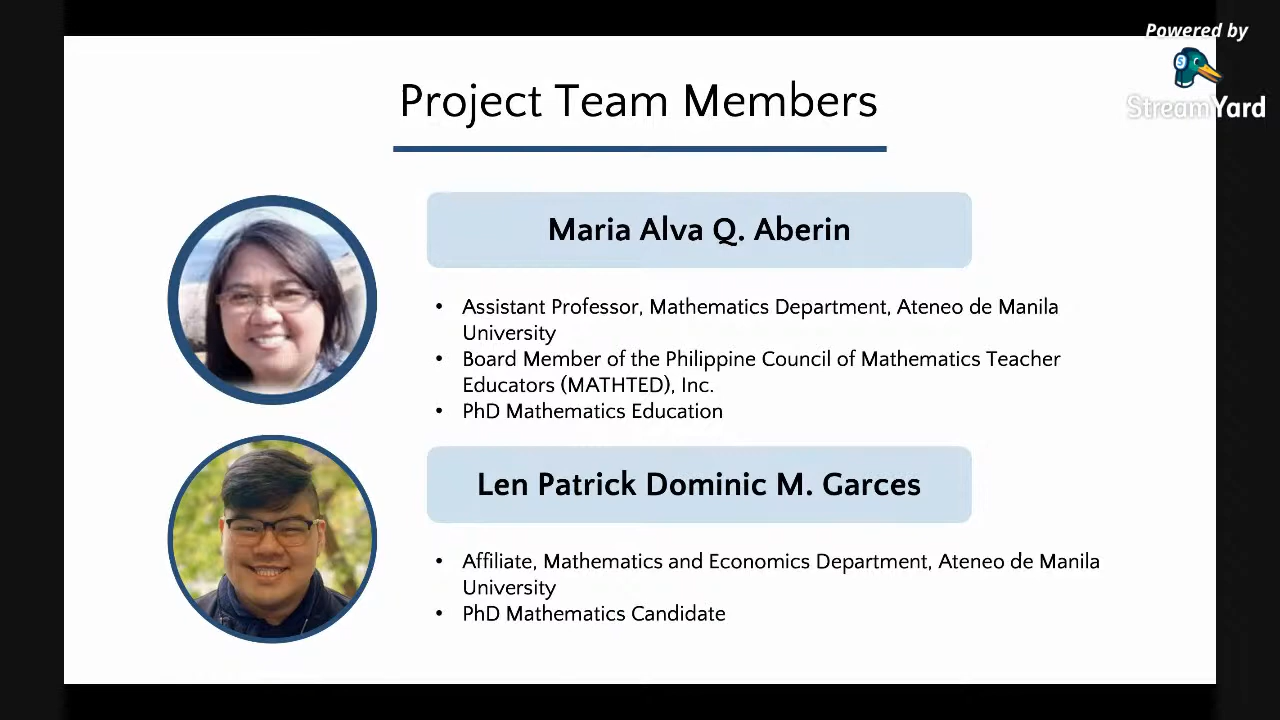 Powered by
StreamYard
Project Team Members
Maria Alva Q. Aberin
• Assistant Professor, Mathematics Department, Ateneo de Manila
University
• Board Member of the Philippine Council of Mathematics Teacher
Educators (MATHTED), Inc.
• PhD Mathematics Education
Len Patrick Dominic M. Garces
• Affiliate, Mathematics and Economics Department, Ateneo de Manila
University
• PhD Mathematics Candidate